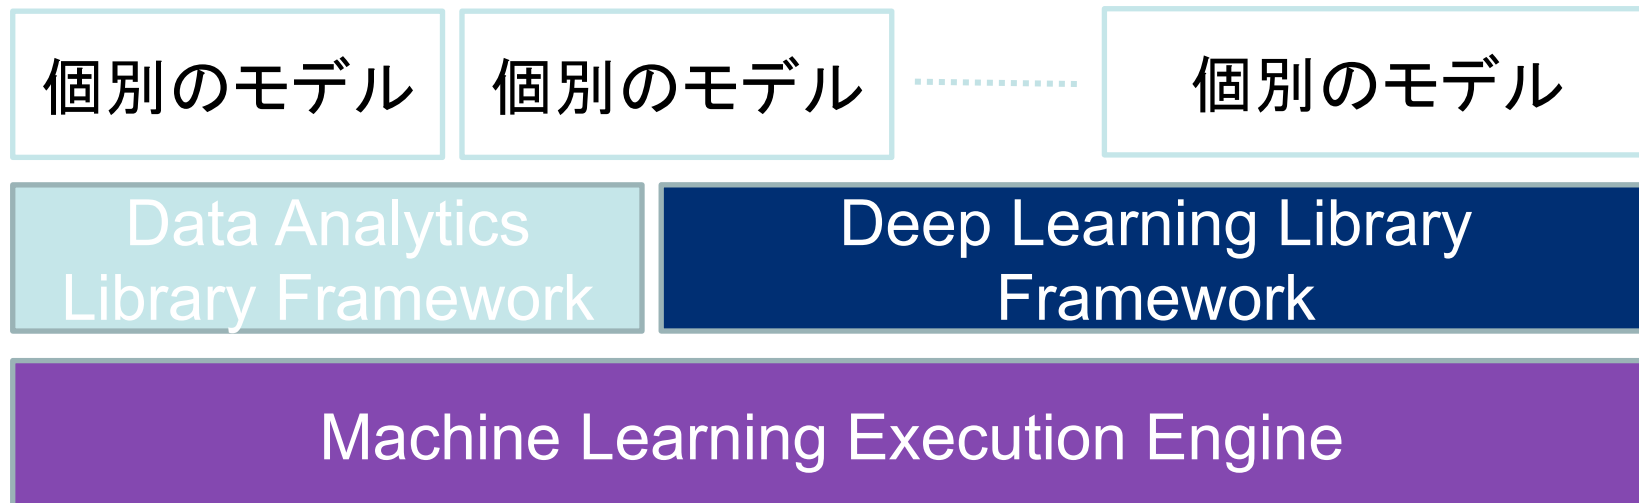 個別のモデル
個別のモデル
個別のモデル
Data Analytics
Library Framework
Deep Learning Library
Framework
Machine Learning Execution Engine